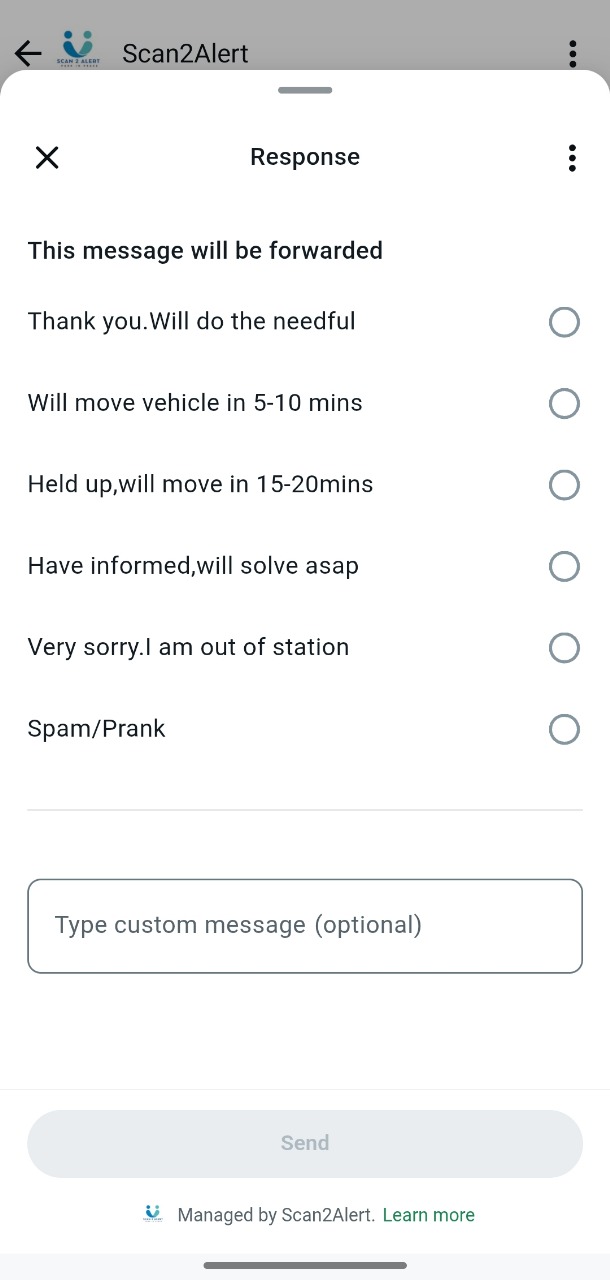 Scan2Alert
SCAN 2 ALERT
Response
This message will be forwarded
Thank you.Will do the needful
Will move vehicle in 5-10 mins
Held up,will move in 15-20mins
Have informed,will solve asap
Very sorry.I am out of station
Spam/Prank
Type custom message (optional)
Send
Managed by Scan2Alert. Learn more